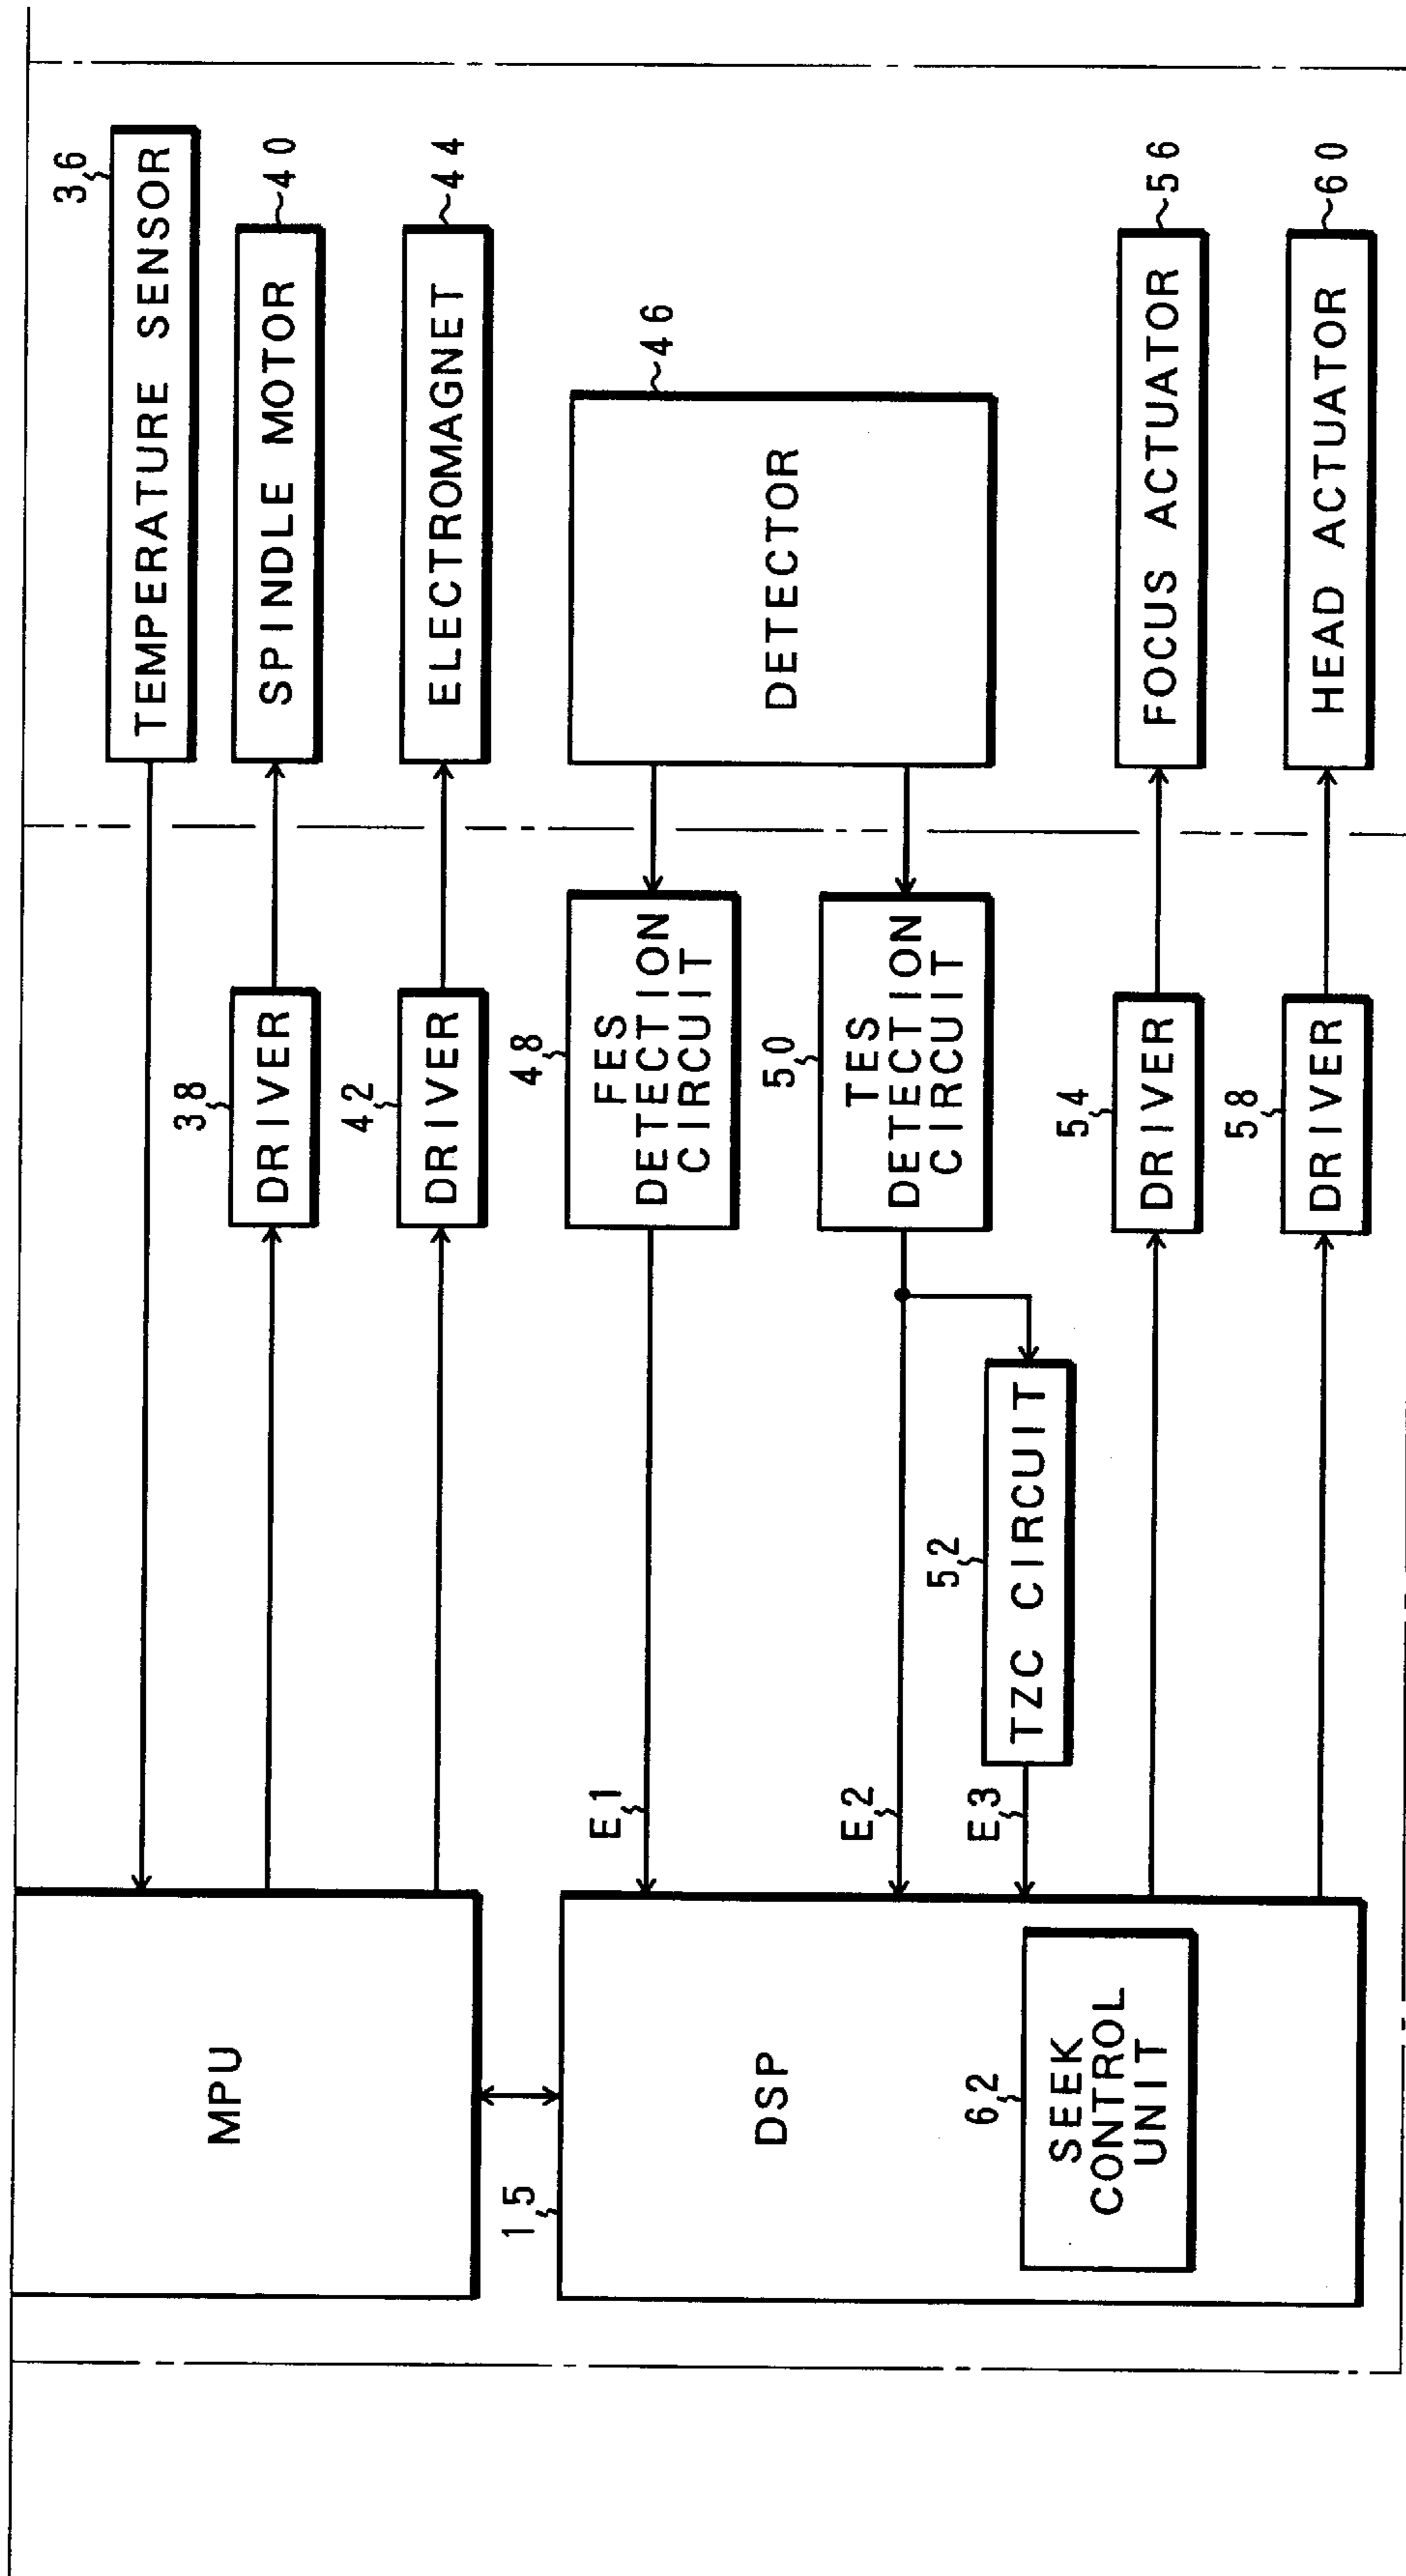 36
TEMPERATURE SENSOR
38
DRIVER
SPINDLE MOTOR
40
MPU
42
DRIVER
ELECTROMAGNET
44
15
E1
48
FES
DETECTION
CIRCUIT
DETECTOR
46
DSP
E2
50
TES
DETECTION
CIRCUIT
E3
52
TZC CIRCUIT
62
SEEK
CONTROL
UNIT
54
DRIVER
FOCUS ACTUATOR
56
58
DRIVER
HEAD ACTUATOR
60